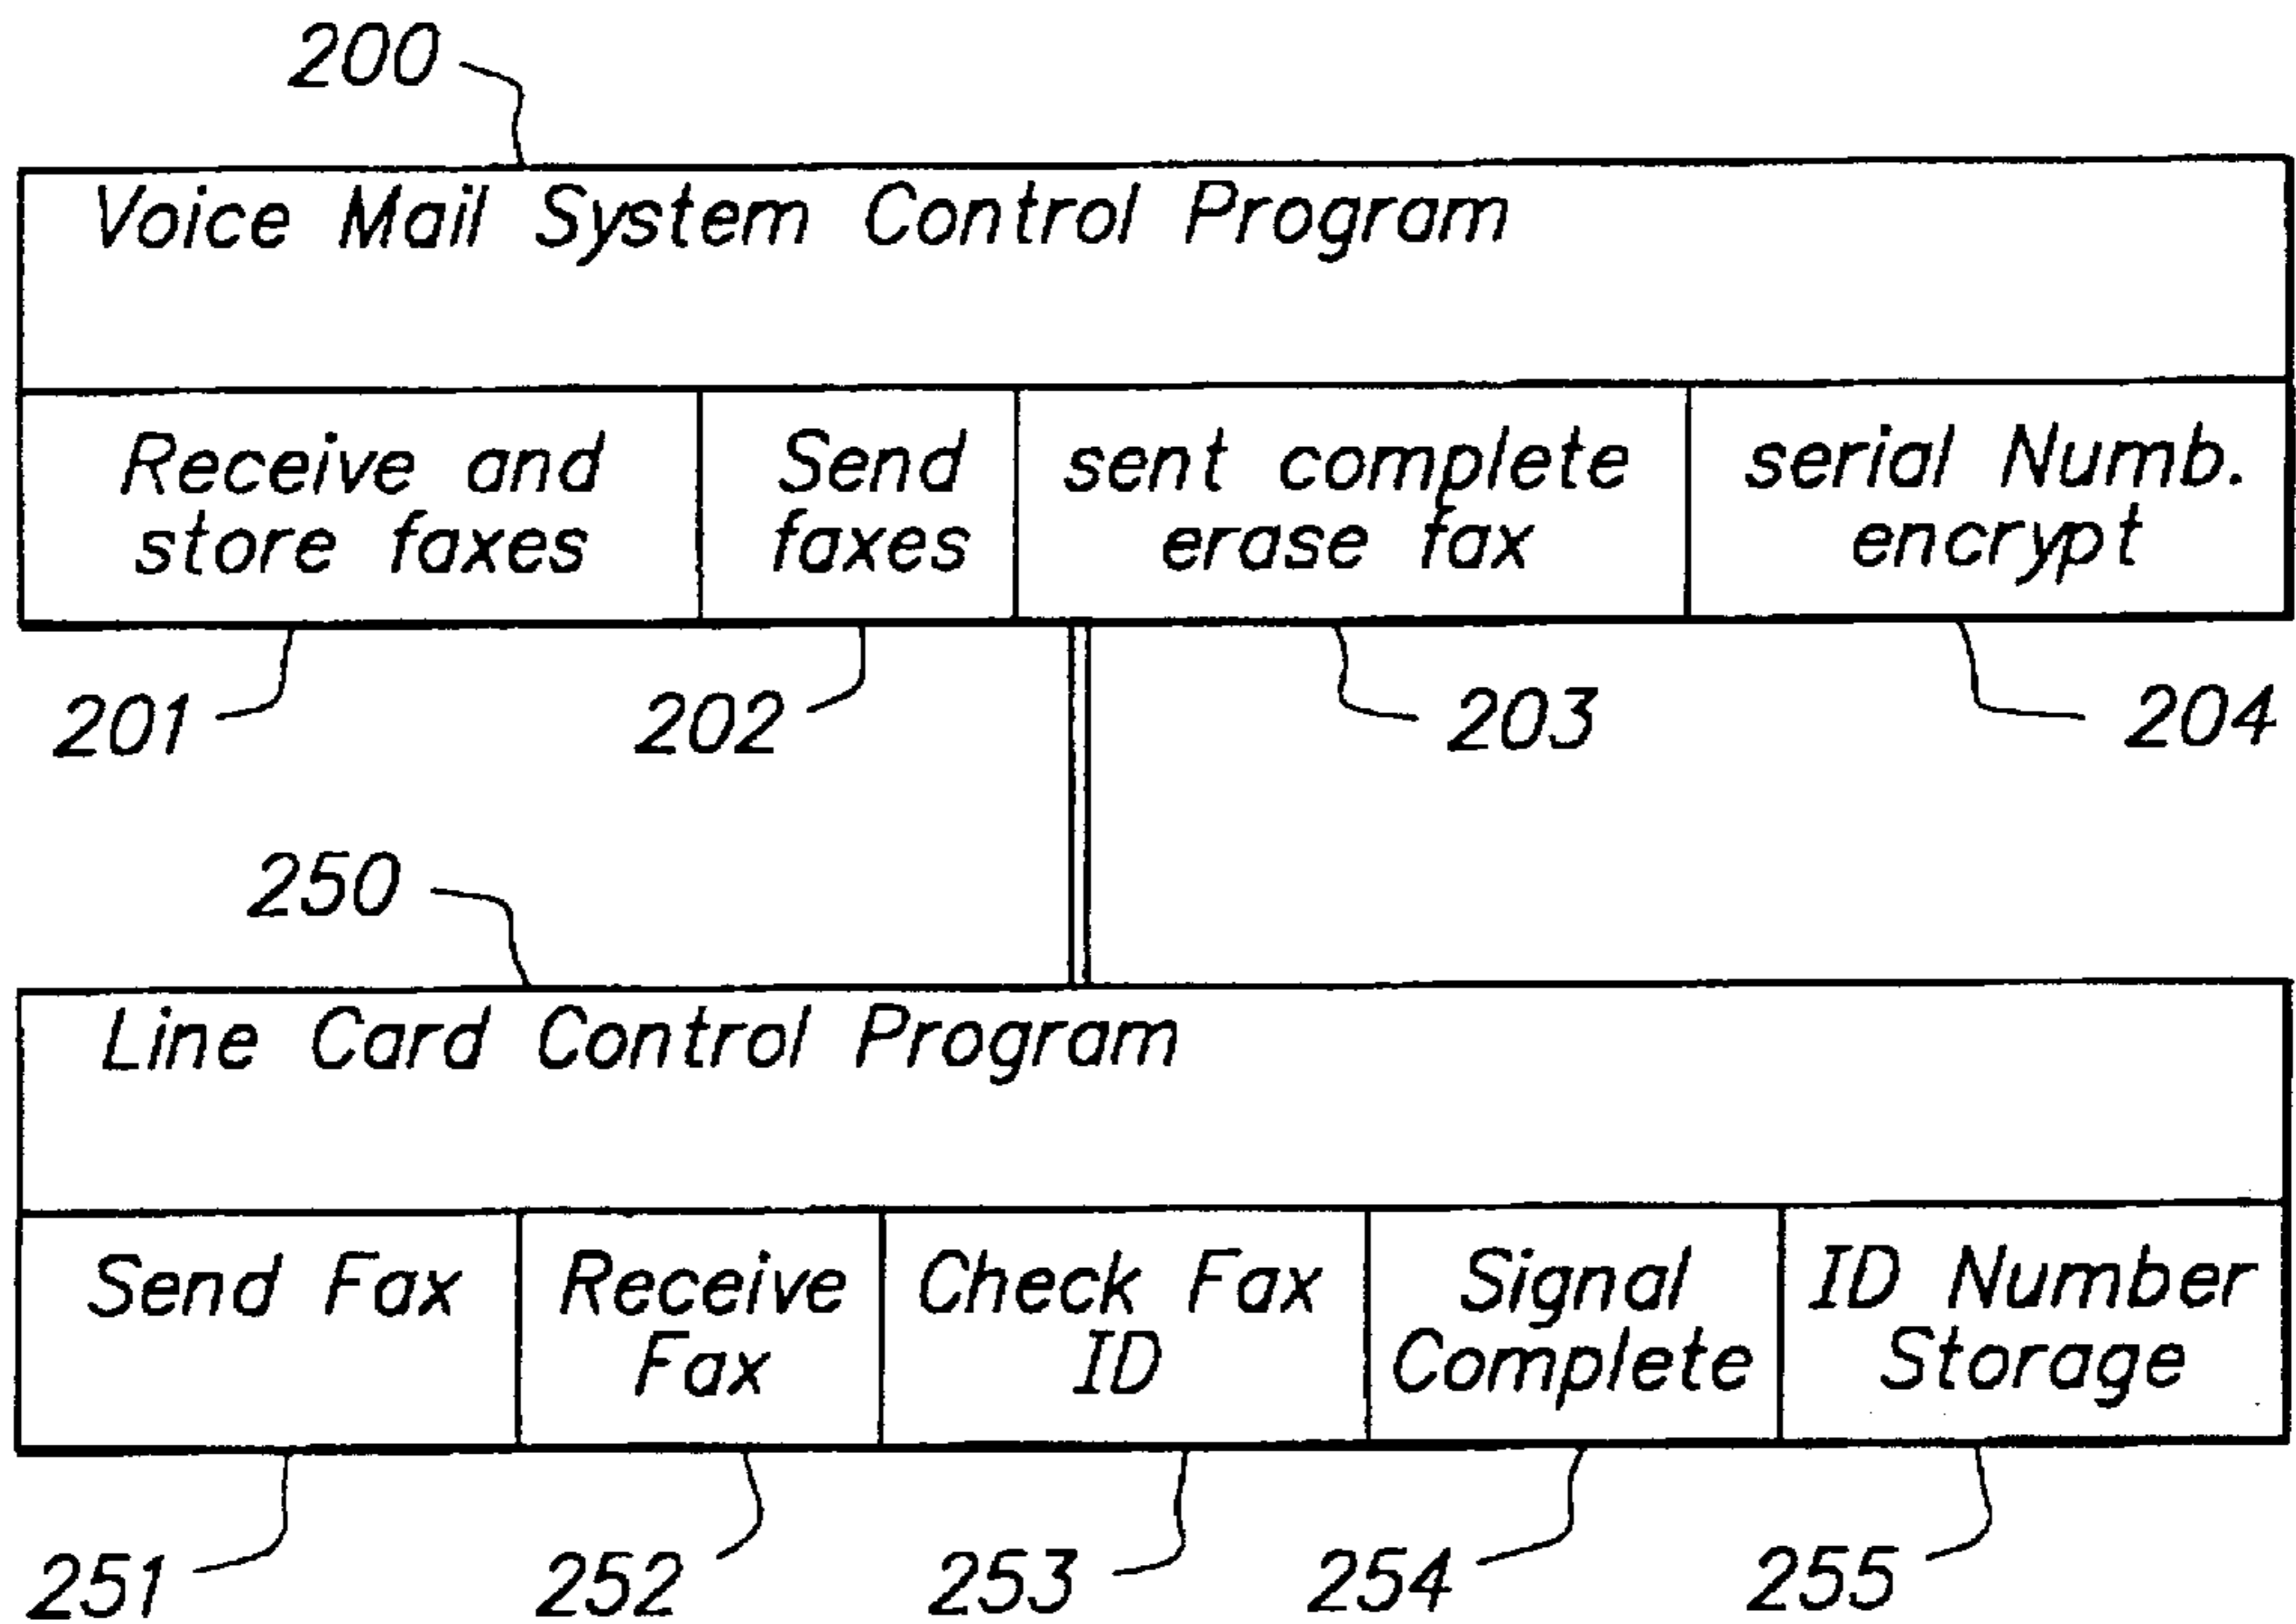 200
Voice Mail System Control Program
Receive and
store faxes
Send
faxes
sent complete
erase fax
serial Numb.
encrypt
201
202
203
204
250
Line Card Control Program
Send Fax
Receive
Fax
Check Fax
ID
Signal
Complete
ID Number
Storage
251
252
253
254
255